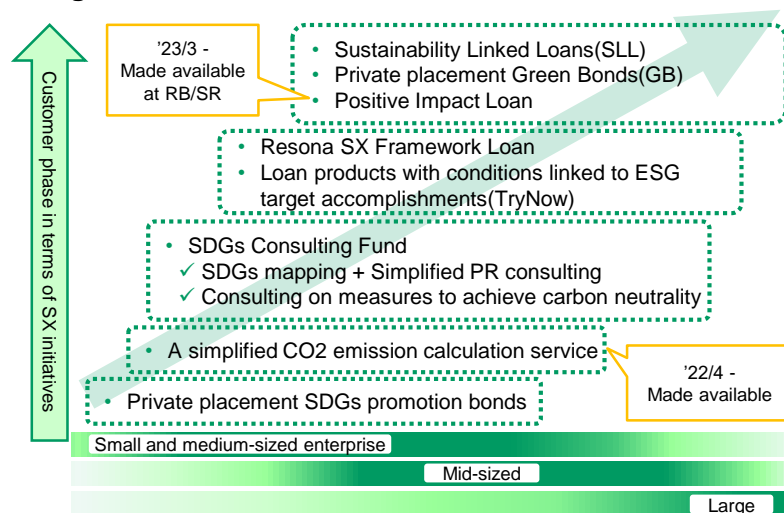 '23/3 -
Made available
at RB/SR
• Sustainability Linked Loans(SLL)
• Private placement Green Bonds(GB)
• Positive Impact Loan
Customer phase in terms of SX initiatives
• Resona SX Framework Loan
• Loan products with conditions linked to ESG
target accomplishments(TryNow)
• SDGs Consulting Fund
✓ SDGs mapping + Simplified PR consulting
✓ Consulting on measures to achieve carbon neutrality
• A simplified CO2 emission calculation service
'22/4 -
Made available
• Private placement SDGs promotion bonds
Small and medium-sized enterprise
Mid-sized
Large